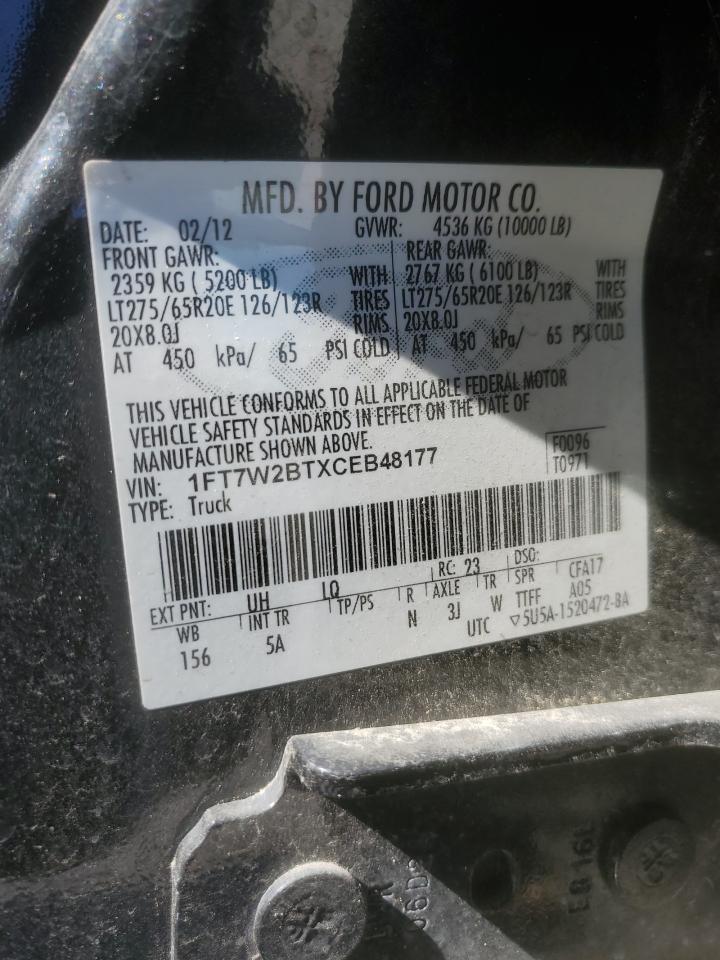 MFD. BY FORD MOTOR CO.
DATE: 02/12 GVWR: 4536 KG (10000 LB)
FRONT GAWR: REAR GAWR:
2359 KG ( 5200 LB) WITH 2767 KG ( 6100 LB) WITH
LT275/65R20E 126/123R TIRES LT275/65R20E 126/123R TIRES
20X8.0J RIMS 20X8.0J RIMS
AT 450 kPa/ 65 PSI COLD AT 450 kPa/ 65 PSI COLD
THIS VEHICLE CONFORMS TO ALL APPLICABLE FEDERAL MOTOR
VEHICLE SAFETY STANDARDS IN EFFECT ON THE DATE OF
MANUFACTURE SHOWN ABOVE.
VIN: 1FT7W2BTXCEB48177 F0096
TYPE: Truck T0971
EXT PNT: UH LQ RC: 23 DSO:
WB INT TR TP/PS R AXLE TR SPR CFA17
156 5A N 3J W TTFF A05
UTC ▽5U5A-1520472-BA